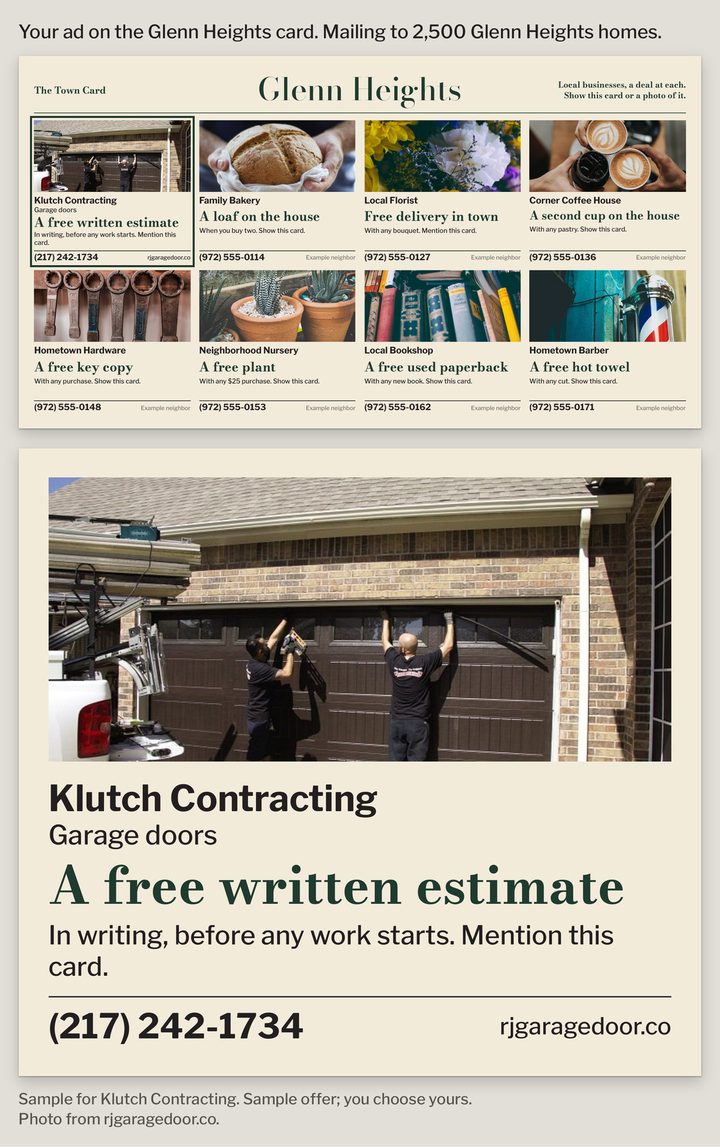 Your ad on the Glenn Heights card. Mailing to 2,500 Glenn Heights homes.
The Town Card
Glenn Heights
Local businesses, a deal at each.
Show this card or a photo of it.
Klutch Contracting
Garage doors
A free written estimate
In writing, before any work starts. Mention this
card.
(217) 242-1734
rjgaragedoor.co
Family Bakery
A loaf on the house
When you buy two. Show this card.
(972) 555-0114
Example neighbor
Local Florist
Free delivery in town
With any bouquet. Mention this card.
(972) 555-0127
Example neighbor
Corner Coffee House
A second cup on the house
With any pastry. Show this card.
(972) 555-0136
Example neighbor
Hometown Hardware
A free key copy
With any purchase. Show this card.
(972) 555-0148
Example neighbor
Neighborhood Nursery
A free plant
With any $25 purchase. Show this card.
(972) 555-0153
Example neighbor
Local Bookshop
A free used paperback
With any new book. Show this card.
(972) 555-0162
Example neighbor
Hometown Barber
A free hot towel
With any cut. Show this card.
(972) 555-0171
Example neighbor
Klutch Contracting
Garage doors
A free written estimate
In writing, before any work starts. Mention this
card.
(217) 242-1734
rjgaragedoor.co
Sample for Klutch Contracting. Sample offer; you choose yours.
Photo from rjgaragedoor.co.